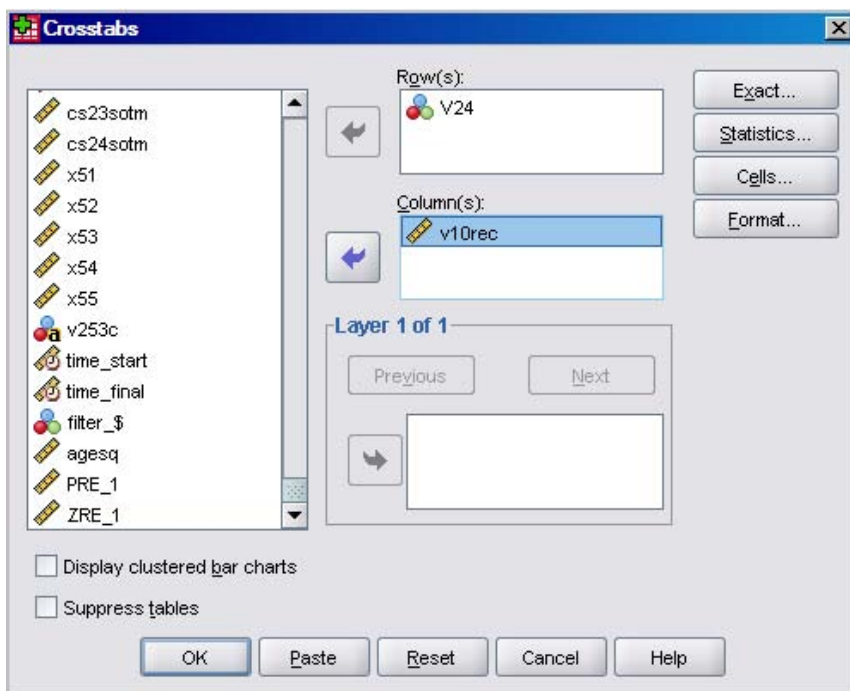 Crosstabs
cs23sotm
cs24sotm
x51
x52
x53
x54
x55
v253c
time_start
time_final
filter_$
agesq
PRE_1
ZRE_1
Row(s):
V24
Column(s):
v10rec
Layer 1 of 1
Previous Next
Exact...
Statistics...
Cells...
Format...
Display clustered bar charts
Suppress tables
OK Paste Reset Cancel Help